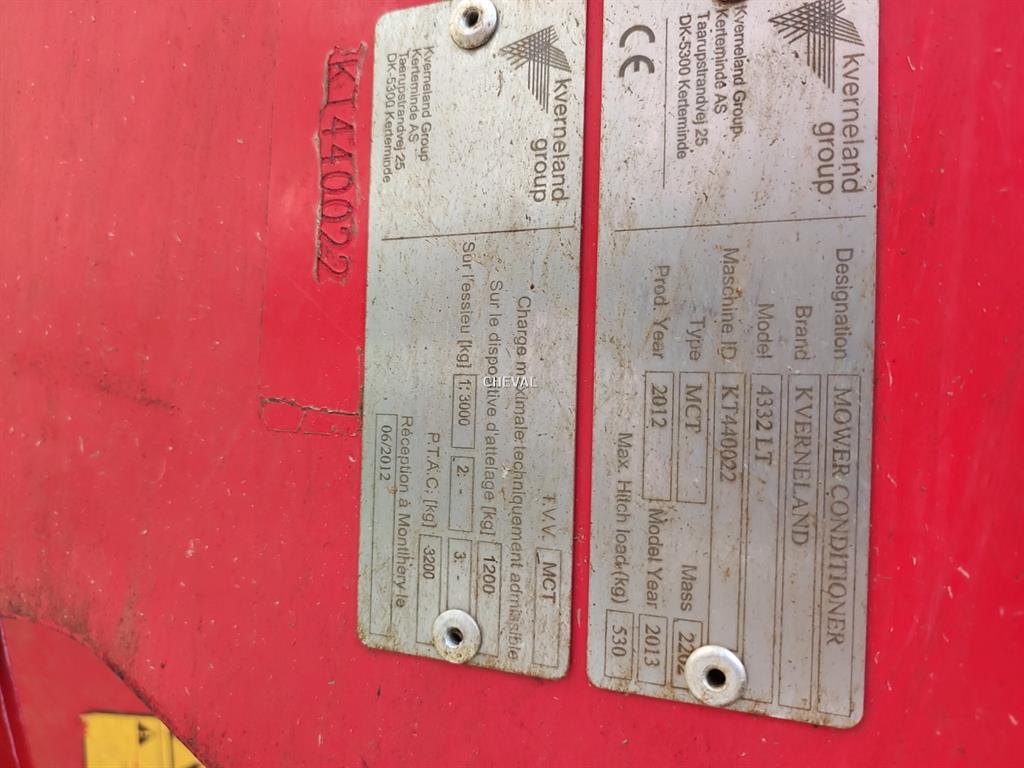 kverneland
group
Kverneland Group
Kerteminde AS
Taarupstrandvej 25
DK-5300 Kerteminde
CE
Designation MOWER CONDITIONER
Brand KVERNELAND
Model 4332 LT
Maschine ID KT440022
Type MCT Mass 2202
Prod. Year 2012 Model Year 2013
Max. Hitch load (kg) 530
kverneland
group
Kverneland Group
Kerteminde AS
Taarupstrandvej 25
DK-5300 Kerteminde
T.V.V. MCT
Charge maximale techniquement admissible
Sur le dispositive d'attelage [kg] 1200
Sur l'essieu [kg] 1: 3000 2: - 3: -
P.T.A.C: [kg] 3200
Réception à Montlhery le
06/2012
KT440022
CHEVAL